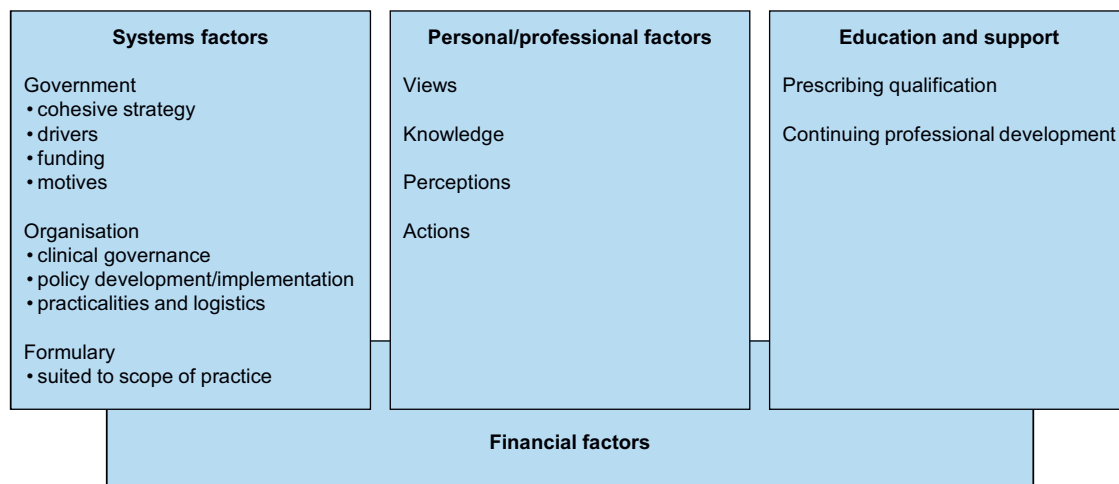 Systems factors
Government
• cohesive strategy
• drivers
• funding
• motives
Organisation
• clinical governance
• policy development/implementation
• practicalities and logistics
Formulary
• suited to scope of practice
Personal/professional factors
Views
Knowledge
Perceptions
Actions
Education and support
Prescribing qualification
Continuing professional development
Financial factors